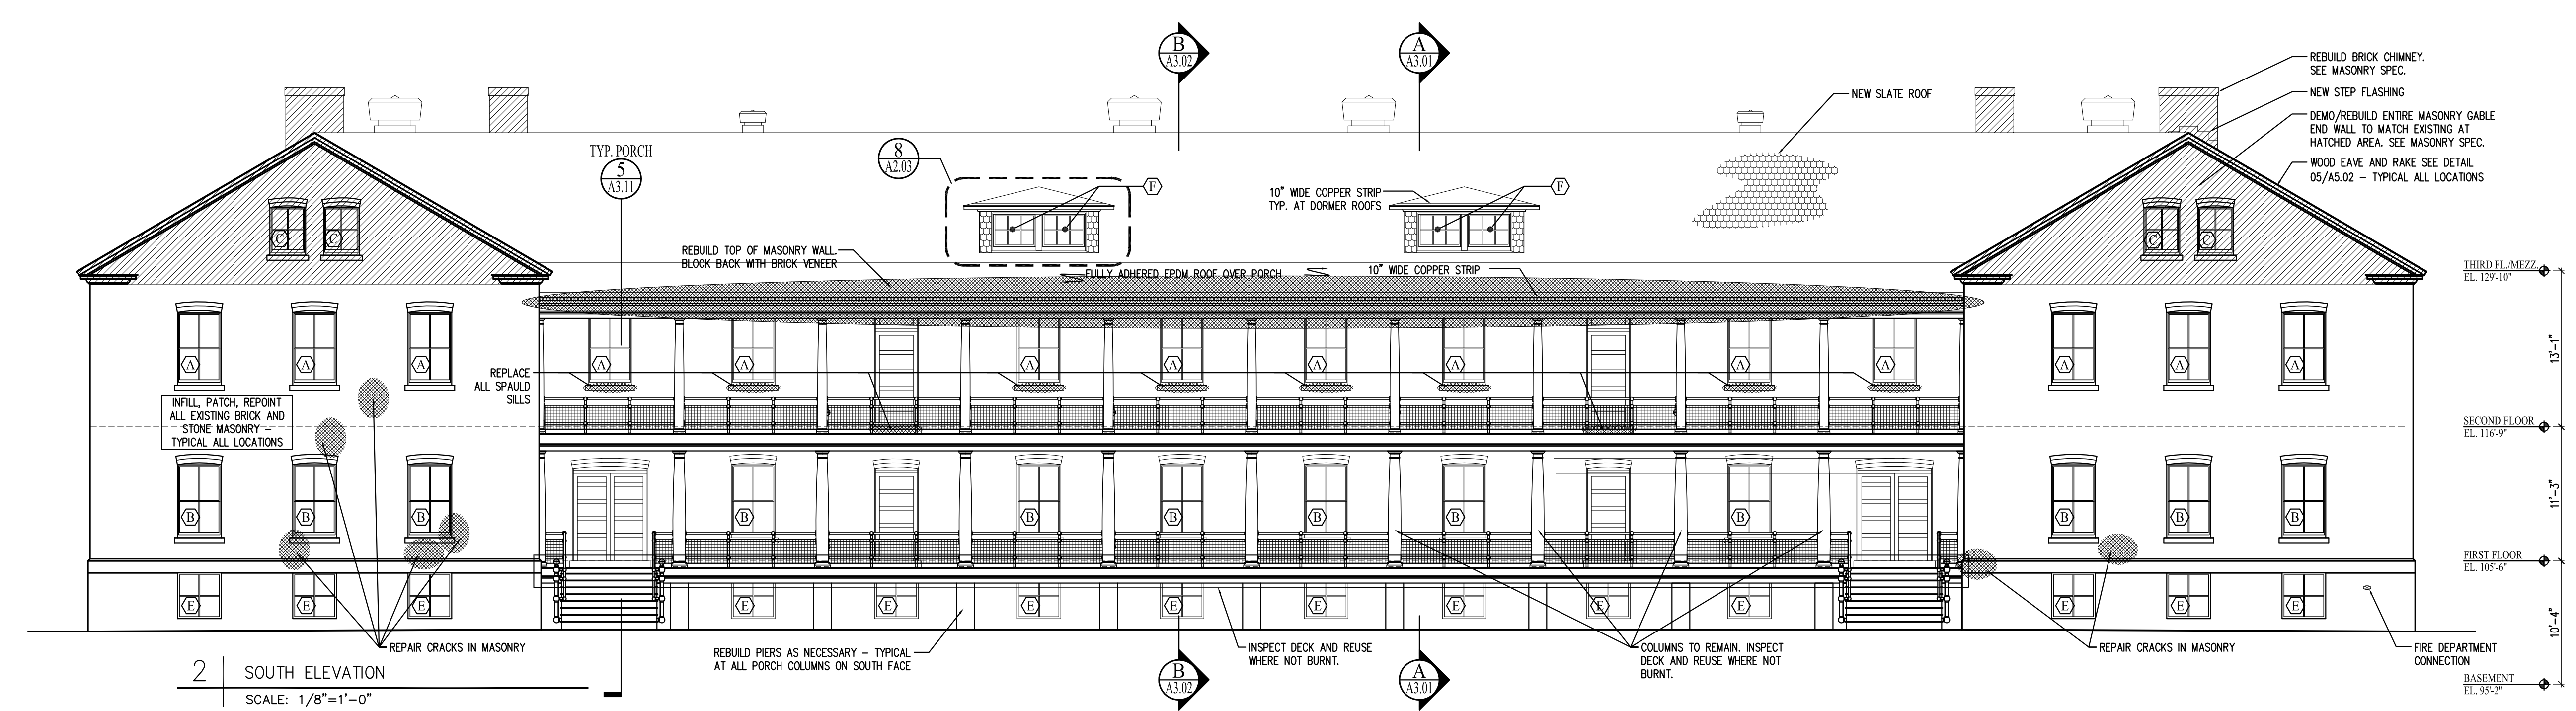 B
A3.02
A
A3.01
REBUILD BRICK CHIMNEY.
SEE MASONRY SPEC.
NEW STEP FLASHING
DEMO/REBUILD ENTIRE MASONRY GABLE
END WALL TO MATCH EXISTING AT
HATCHED AREA. SEE MASONRY SPEC.
WOOD EAVE AND RAKE SEE DETAIL
05/A5.02 – TYPICAL ALL LOCATIONS
NEW SLATE ROOF
TYP. PORCH
5
A3.11
8
A2.03
F
10" WIDE COPPER STRIP
TYP. AT DORMER ROOFS
F
C
C
C
C
REBUILD TOP OF MASONRY WALL.
BLOCK BACK WITH BRICK VENEER
FULLY ADHERED EPDM ROOF OVER PORCH
10" WIDE COPPER STRIP
THIRD FL./MEZZ.
EL. 129'-10"
A
A
A
A
A
A
A
A
A
A
A
A
A
A
13'-1"
REPLACE
ALL SPAULD
SILLS
INFILL, PATCH, REPOINT
ALL EXISTING BRICK AND
STONE MASONRY –
TYPICAL ALL LOCATIONS
SECOND FLOOR
EL. 116'-9"
B
B
B
B
B
B
B
B
B
B
B
B
11'-3"
FIRST FLOOR
EL. 105'-6"
E
E
E
E
E
E
E
E
E
E
E
E
E
E
10'-4"
REPAIR CRACKS IN MASONRY
REBUILD PIERS AS NECESSARY – TYPICAL
AT ALL PORCH COLUMNS ON SOUTH FACE
INSPECT DECK AND REUSE
WHERE NOT BURNT.
COLUMNS TO REMAIN. INSPECT
DECK AND REUSE WHERE NOT
BURNT.
REPAIR CRACKS IN MASONRY
FIRE DEPARTMENT
CONNECTION
BASEMENT
EL. 95'-2"
B
A3.02
A
A3.01
2
SOUTH ELEVATION
SCALE: 1/8"=1'-0"